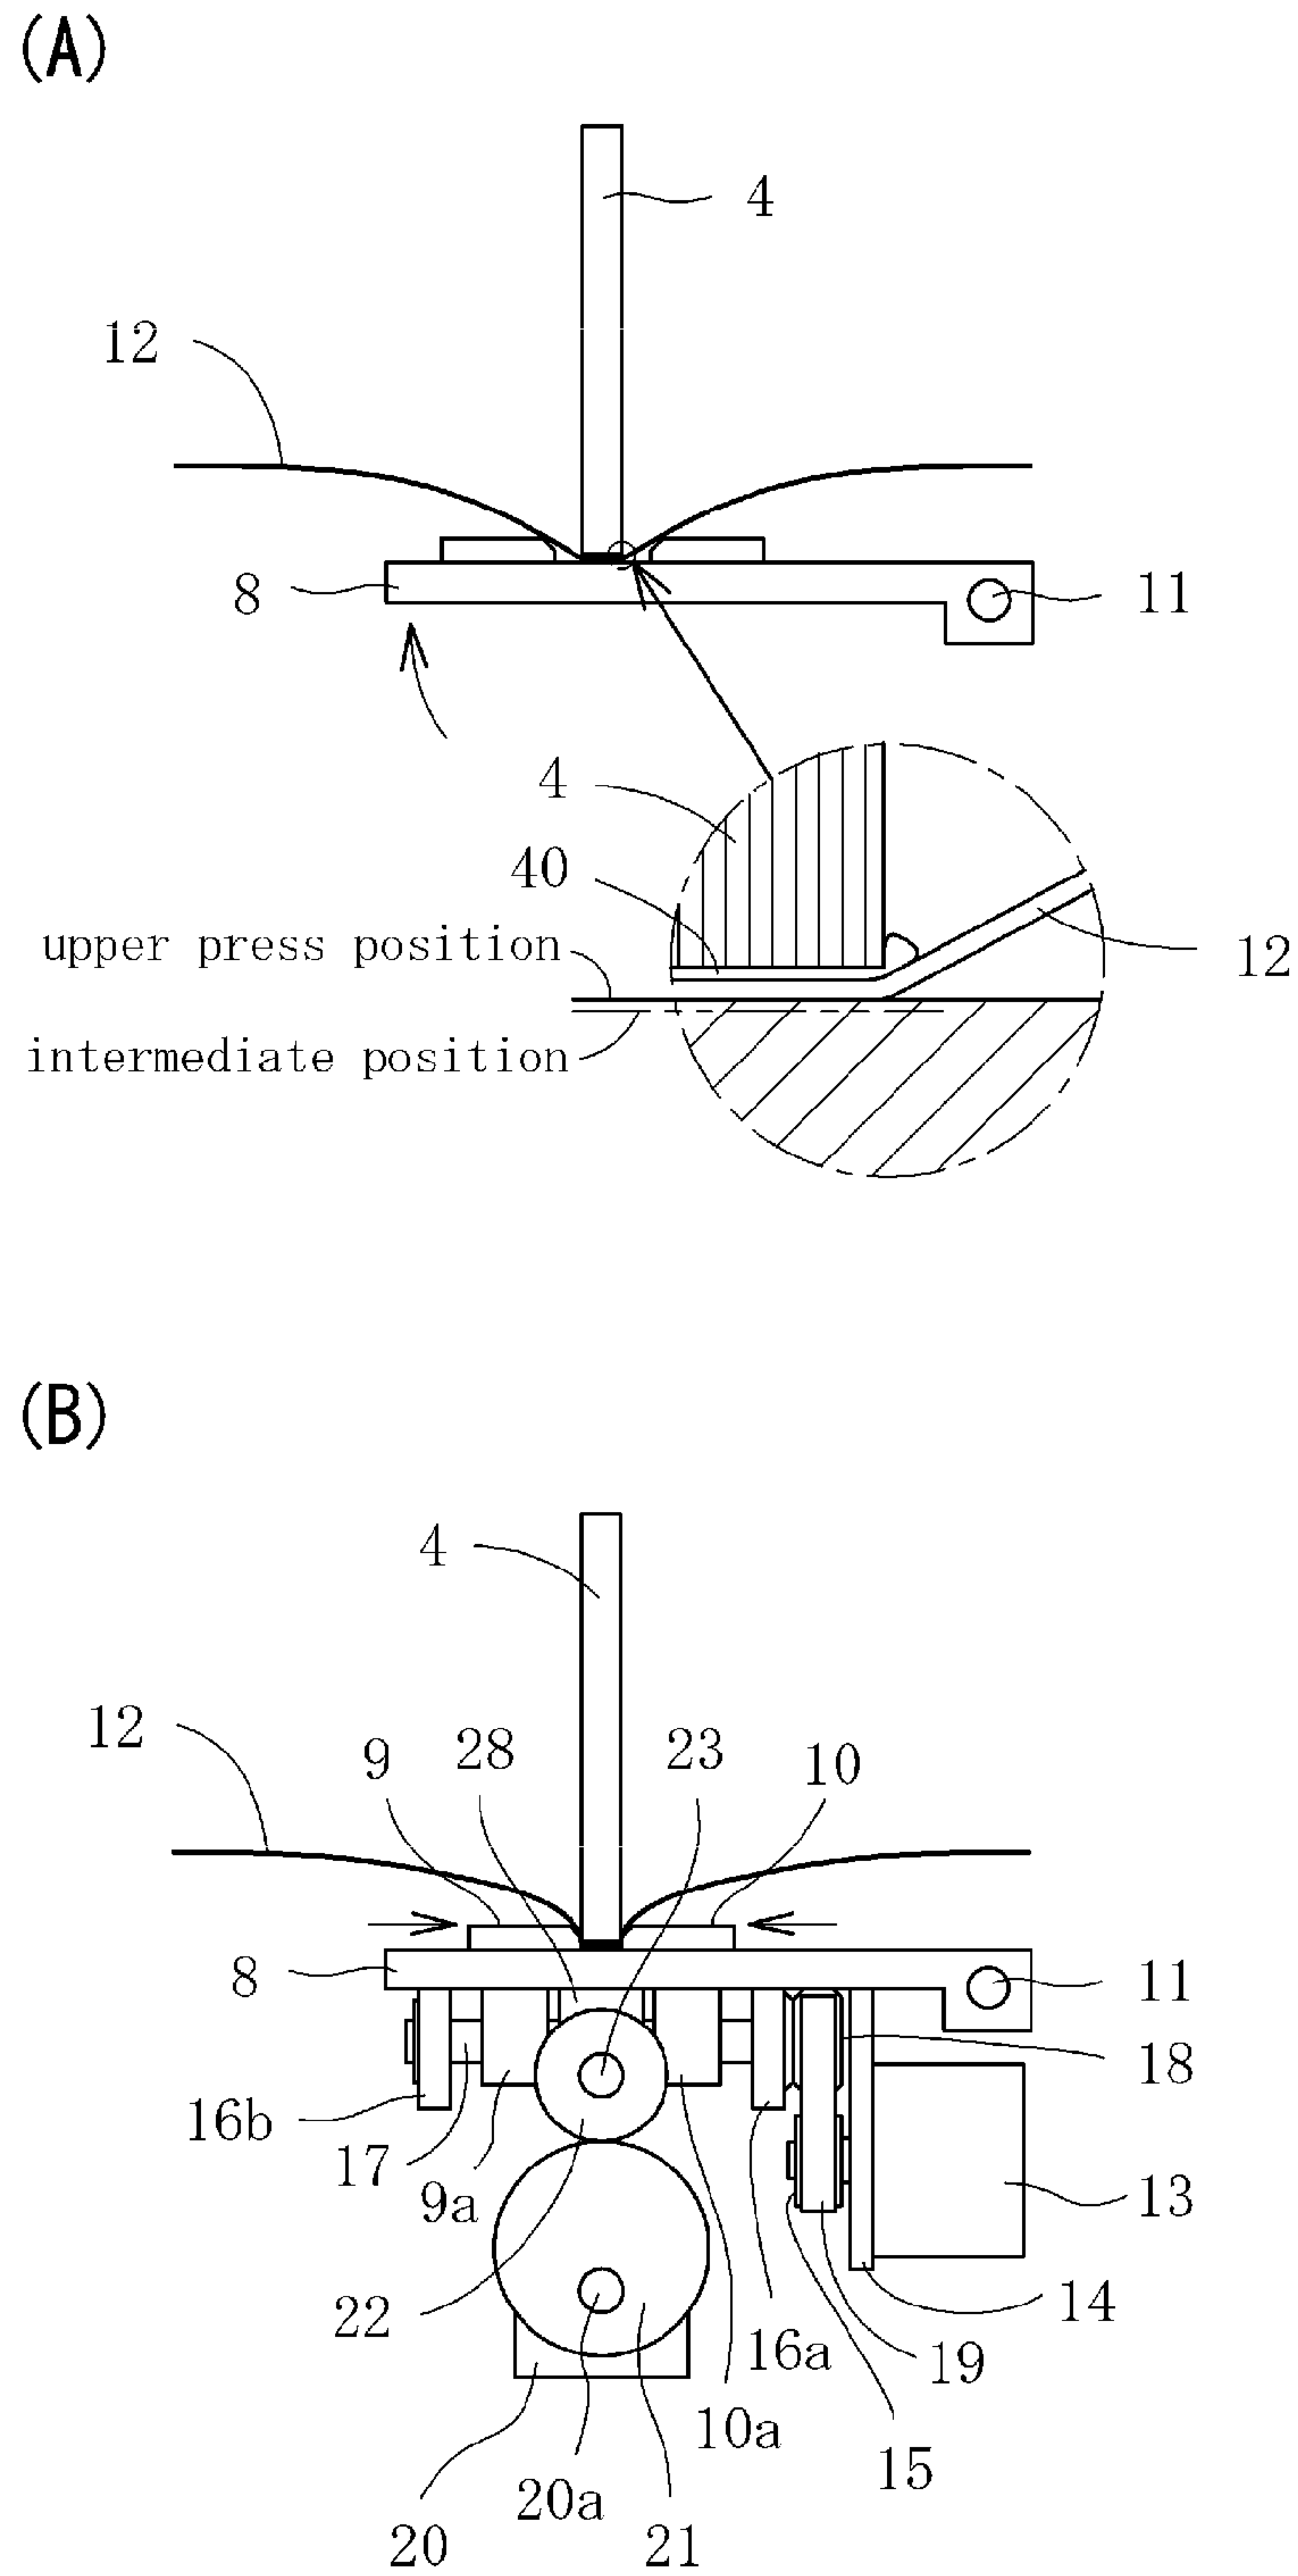 (A)
4
12
8
11
4
40
upper press position
12
intermediate position
(B)
4
12
9
28
23
10
8
11
18
16b
17
9a
13
22
14
16a
19
10a
15
20a
20
21